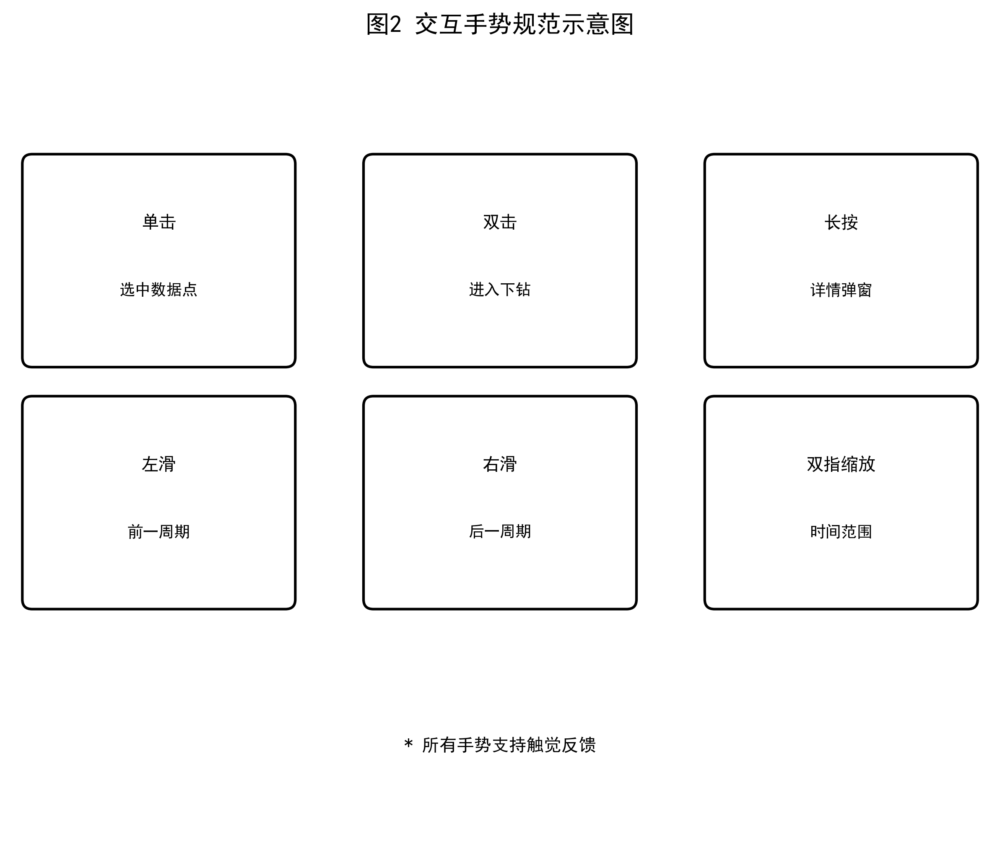 图2 交互手势规范示意图
单击
选中数据点
双击
进入下钻
长按
详情弹窗
左滑
前一周期
右滑
后一周期
双指缩放
时间范围
* 所有手势支持触觉反馈